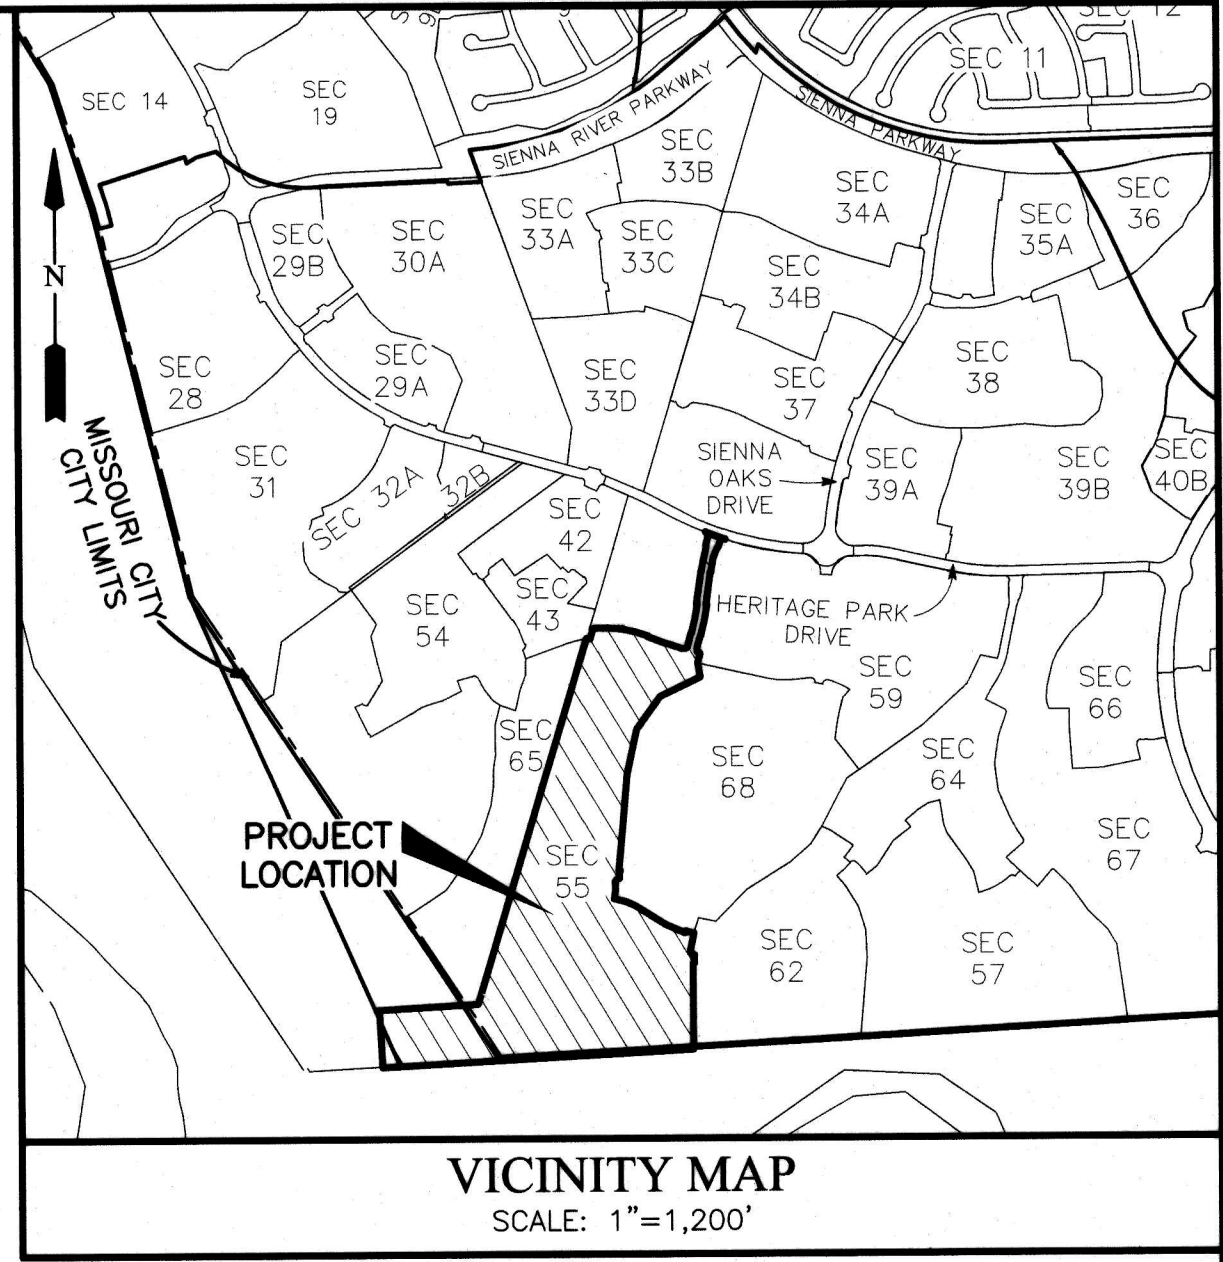 SEC 12
SEC 11
SEC 14
SEC
19
SIENNA RIVER PARKWAY
SIENNA PARKWAY
SEC
33B
SEC
34A
SEC
36
SEC
35A
SEC
33A
SEC
33C
SEC
29B
SEC
30A
N
SEC
34B
SEC
28
SEC
29A
SEC
33D
SEC
37
SEC
38
MISSOURI CITY
CITY LIMITS
SEC
31
SEC 32A
32B
SIENNA
OAKS
DRIVE
SEC
39A
SEC
39B
SEC
40B
SEC
42
SEC
43
SEC
54
HERITAGE PARK
DRIVE
SEC
59
SEC
66
SEC
65
SEC
68
SEC
64
SEC
67
PROJECT
LOCATION
SEC
55
SEC
62
SEC
57
VICINITY MAP
SCALE: 1"=1,200'